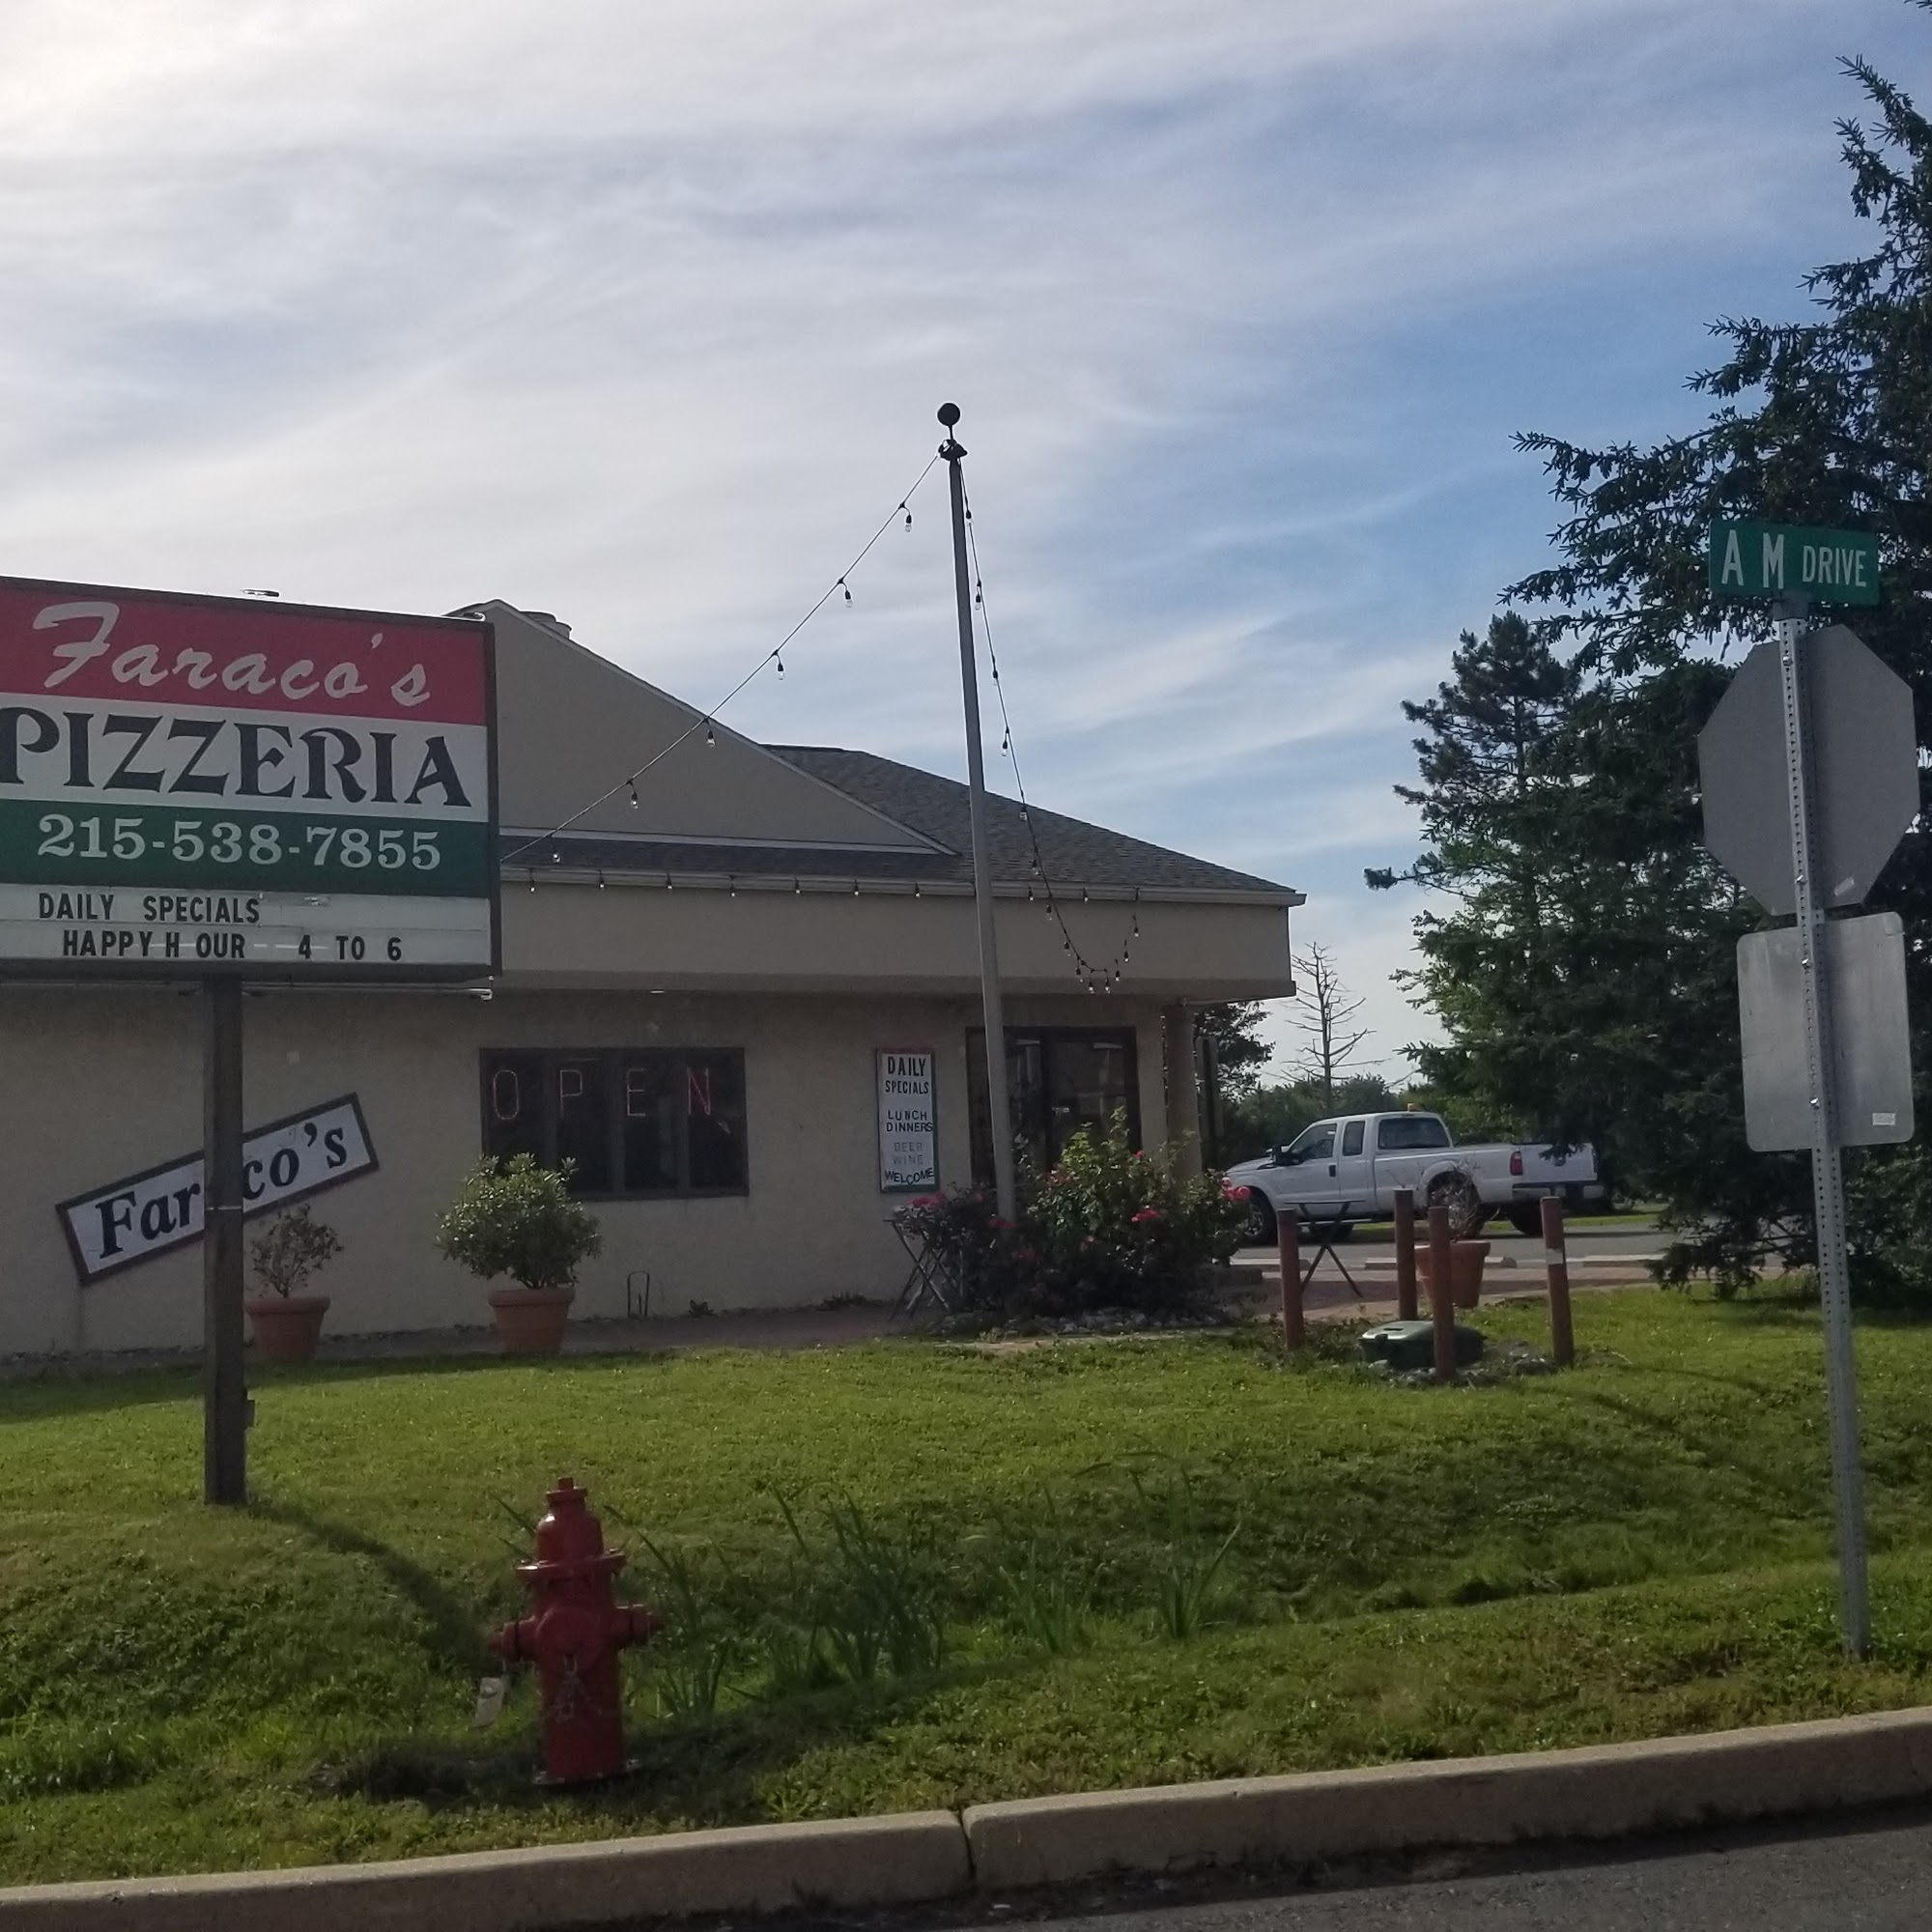 Faraco's
PIZZERIA
215-538-7855
DAILY SPECIALS
HAPPY H OUR 4 TO 6
A M DRIVE
OPEN
DAILY
SPECIALS
LUNCH
DINNERS
BEER
WINE
WELCOME
Faraco's